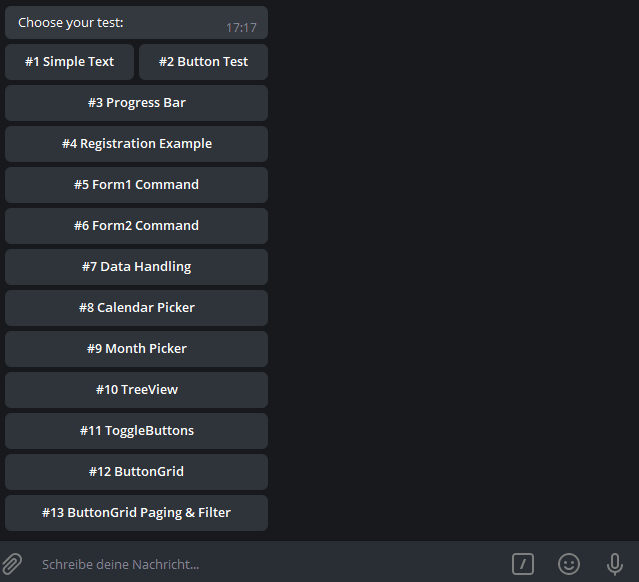 Choose your test:
17:17
#1 Simple Text
#2 Button Test
#3 Progress Bar
#4 Registration Example
#5 Form1 Command
#6 Form2 Command
#7 Data Handling
#8 Calendar Picker
#9 Month Picker
#10 TreeView
#11 ToggleButtons
#12 ButtonGrid
#13 ButtonGrid Paging & Filter
Schreibe deine Nachricht...
/